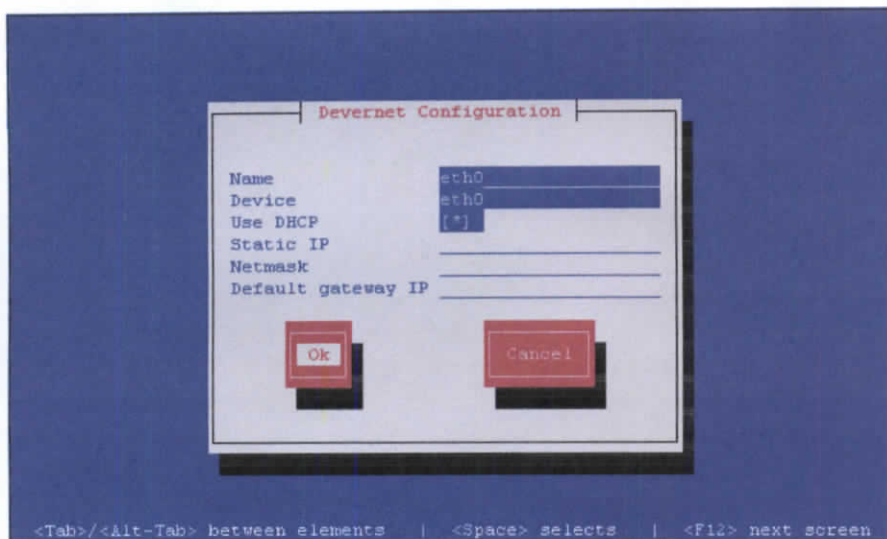 Devernet Configuration
Name eth0
Device eth0
Use DHCP [*]
Static IP
Netmask
Default gateway IP
Ok Cancel
<Tab>/<Alt-Tab> between elements | <Space> selects | <F12> next screen